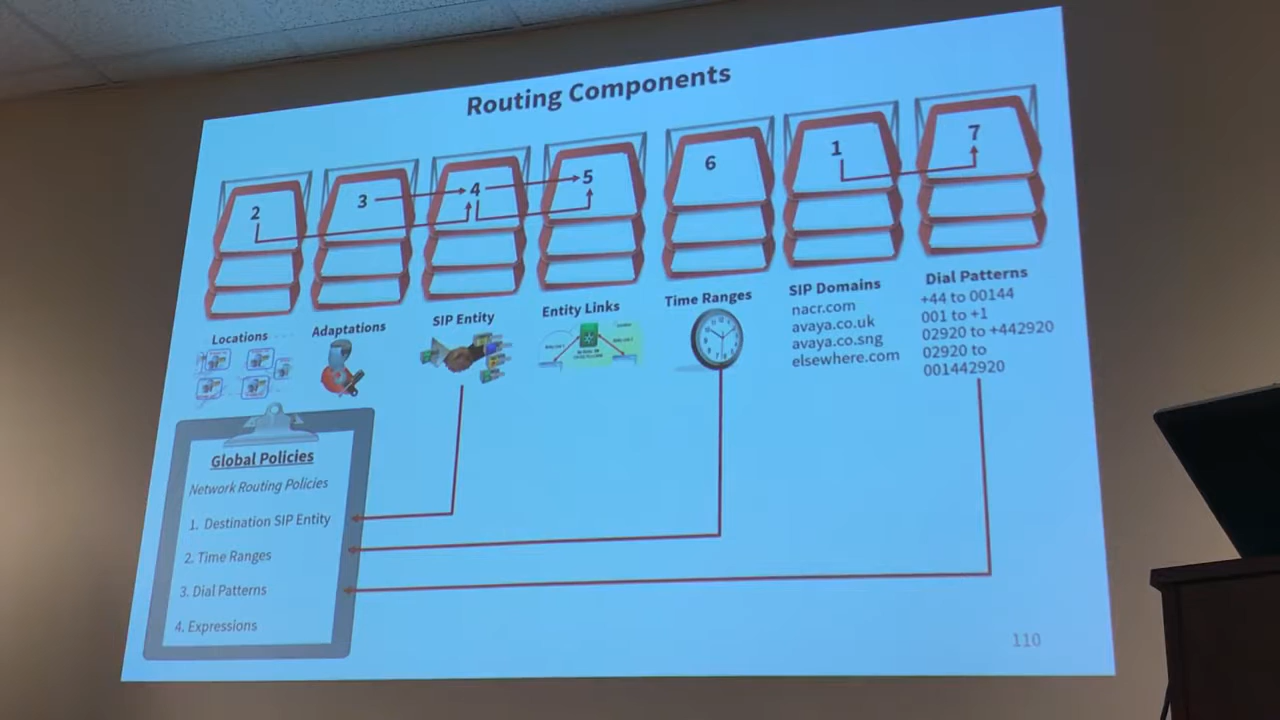 Routing Components
2
3
4
5
6
1
7
Locations
Adaptations
SIP Entity
Entity Links
Time Ranges
SIP Domains
nacr.com
avaya.co.uk
avaya.co.sng
elsewhere.com
Dial Patterns
+44 to 00144
001 to +1
02920 to +442920
02920 to
001442920
Global Policies
Network Routing Policies
1. Destination SIP Entity
2. Time Ranges
3. Dial Patterns
4. Expressions
110